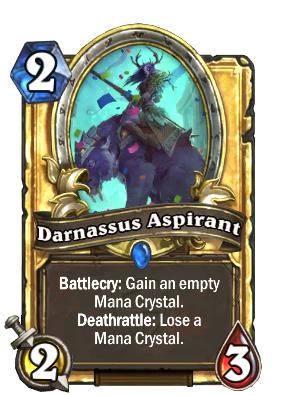 2
Darnassus Aspirant
Battlecry: Gain an empty
Mana Crystal.
Deathrattle: Lose a
Mana Crystal.
2
3